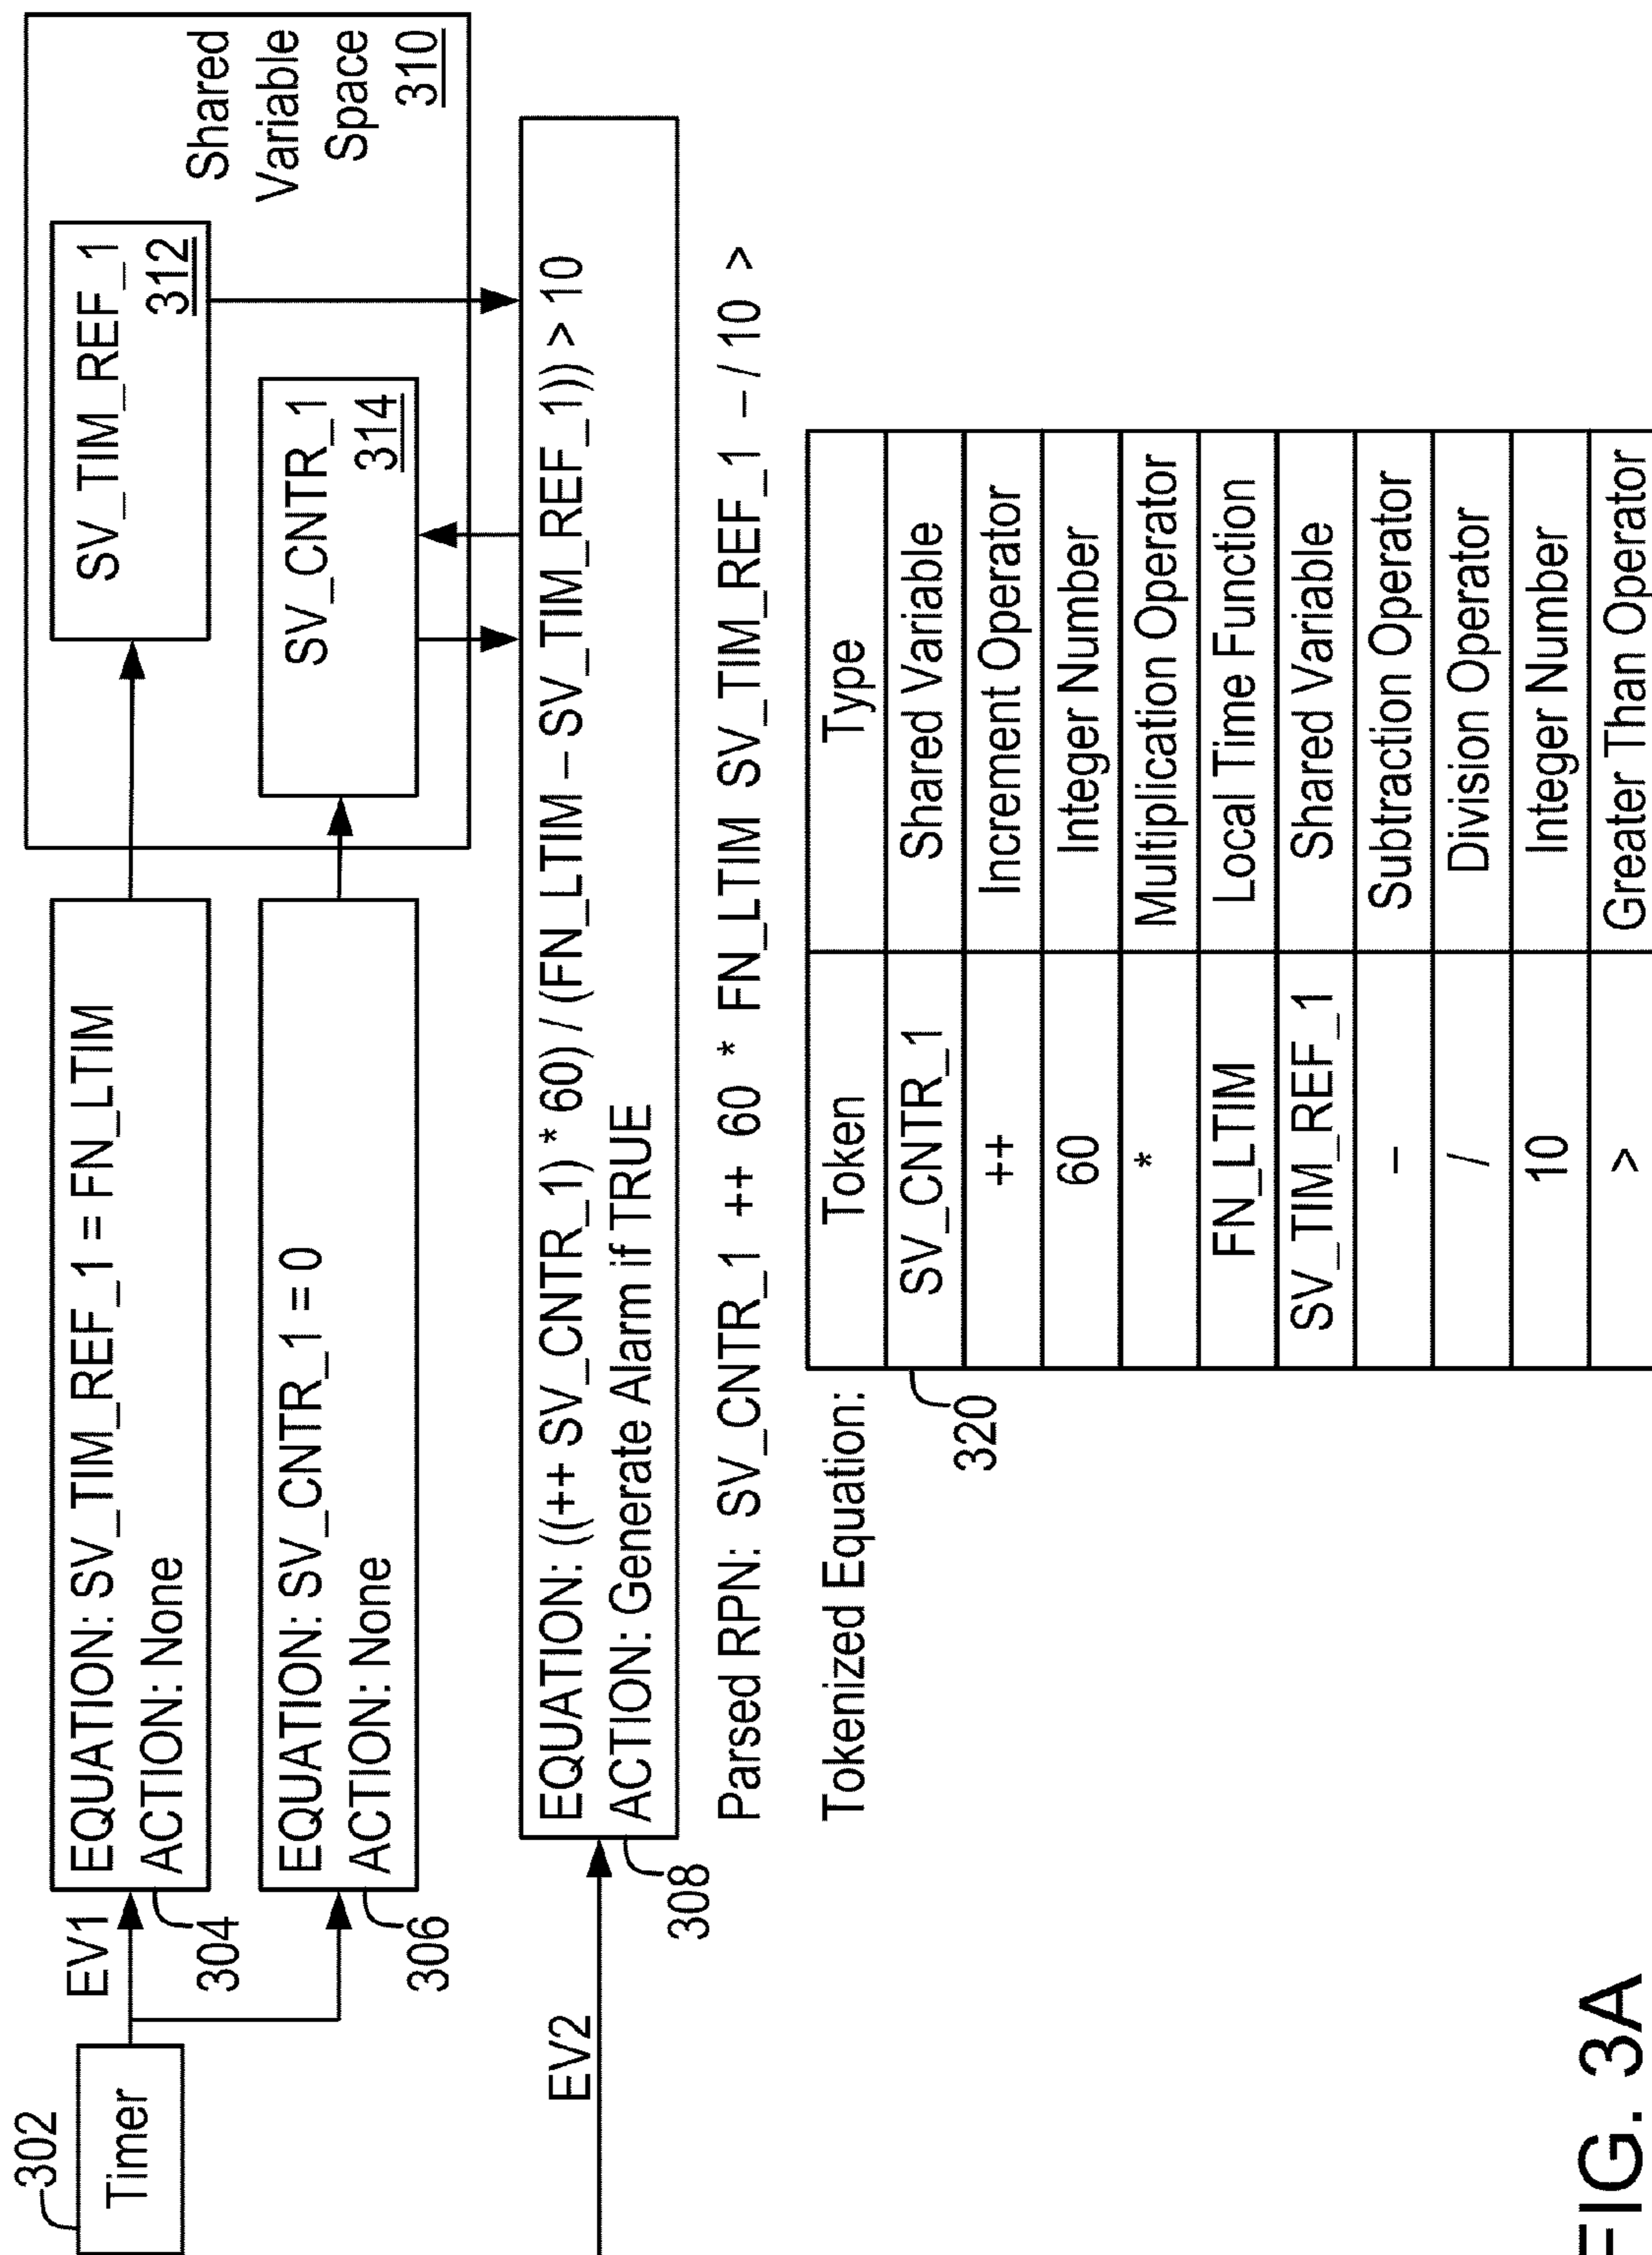 302
Timer
EV1
EQUATION: SV_TIM_REF_1 = FN_LTIM
ACTION: None
304
EQUATION: SV_CNTR_1 = 0
ACTION: None
306
SV_TIM_REF_1
312
SV_CNTR_1
314
Shared
Variable
Space
310
EV2
EQUATION: ((++ SV_CNTR_1) * 60) / (FN_LTIM – SV_TIM_REF_1)) > 10
ACTION: Generate Alarm if TRUE
308
Parsed RPN: SV_CNTR_1 ++ 60 * FN_LTIM SV_TIM_REF_1 – / 10 >
Tokenized Equation:
320
Token Type
SV_CNTR_1 Shared Variable
++ Increment Operator
60 Integer Number
* Multiplication Operator
FN_LTIM Local Time Function
SV_TIM_REF_1 Shared Variable
– Subtraction Operator
/ Division Operator
10 Integer Number
> Greater Than Operator
FIG. 3A